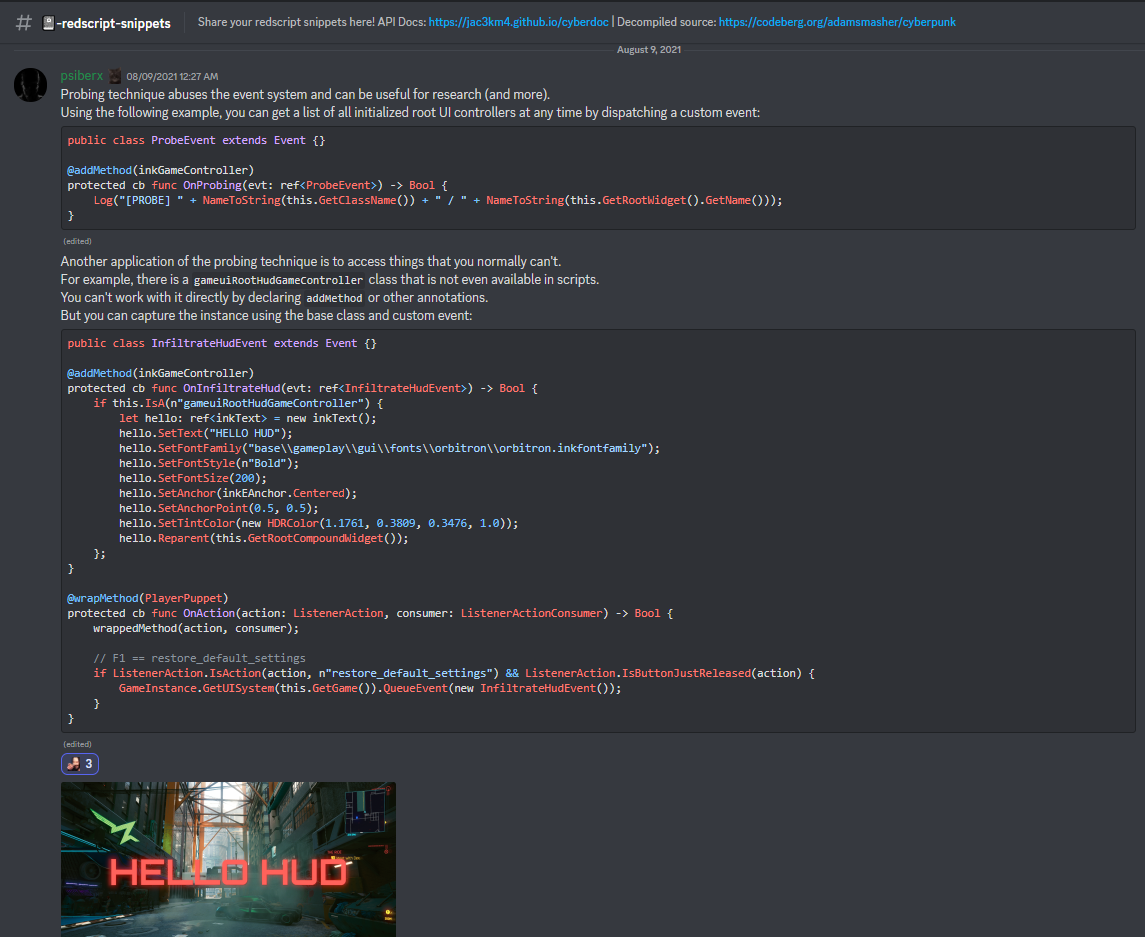 # -redscript-snippets Share your redscript snippets here! API Docs: https://jac3km4.github.io/cyberdoc | Decompiled source: https://codeberg.org/adamsmasher/cyberpunk
August 9, 2021
psiberx 08/09/2021 12:27 AM
Probing technique abuses the event system and can be useful for research (and more).
Using the following example, you can get a list of all initialized root UI controllers at any time by dispatching a custom event:
public class ProbeEvent extends Event {}
@addMethod(inkGameController)
protected cb func OnProbing(evt: ref<ProbeEvent>) -> Bool {
    Log("[PROBE] " + NameToString(this.GetClassName()) + " / " + NameToString(this.GetRootWidget().GetName()));
}
(edited)
Another application of the probing technique is to access things that you normally can't.
For example, there is a gameuiRootHudGameController class that is not even available in scripts.
You can't work with it directly by declaring addMethod or other annotations.
But you can capture the instance using the base class and custom event:
public class InfiltrateHudEvent extends Event {}
@addMethod(inkGameController)
protected cb func OnInfiltrateHud(evt: ref<InfiltrateHudEvent>) -> Bool {
    if this.IsA(n"gameuiRootHudGameController") {
        let hello: ref<inkText> = new inkText();
        hello.SetText("HELLO HUD");
        hello.SetFontFamily("base\\gameplay\\gui\\fonts\\orbitron\\orbitron.inkfontfamily");
        hello.SetFontStyle(n"Bold");
        hello.SetFontSize(200);
        hello.SetAnchor(inkEAnchor.Centered);
        hello.SetAnchorPoint(0.5, 0.5);
        hello.SetTintColor(new HDRColor(1.1761, 0.3809, 0.3476, 1.0));
        hello.Reparent(this.GetRootCompoundWidget());
    };
}
@wrapMethod(PlayerPuppet)
protected cb func OnAction(action: ListenerAction, consumer: ListenerActionConsumer) -> Bool {
    wrappedMethod(action, consumer);
    // F1 == restore_default_settings
    if ListenerAction.IsAction(action, n"restore_default_settings") && ListenerAction.IsButtonJustReleased(action) {
        GameInstance.GetUISystem(this.GetGame()).QueueEvent(new InfiltrateHudEvent());
    }
}
(edited)
3
HELLO HUD